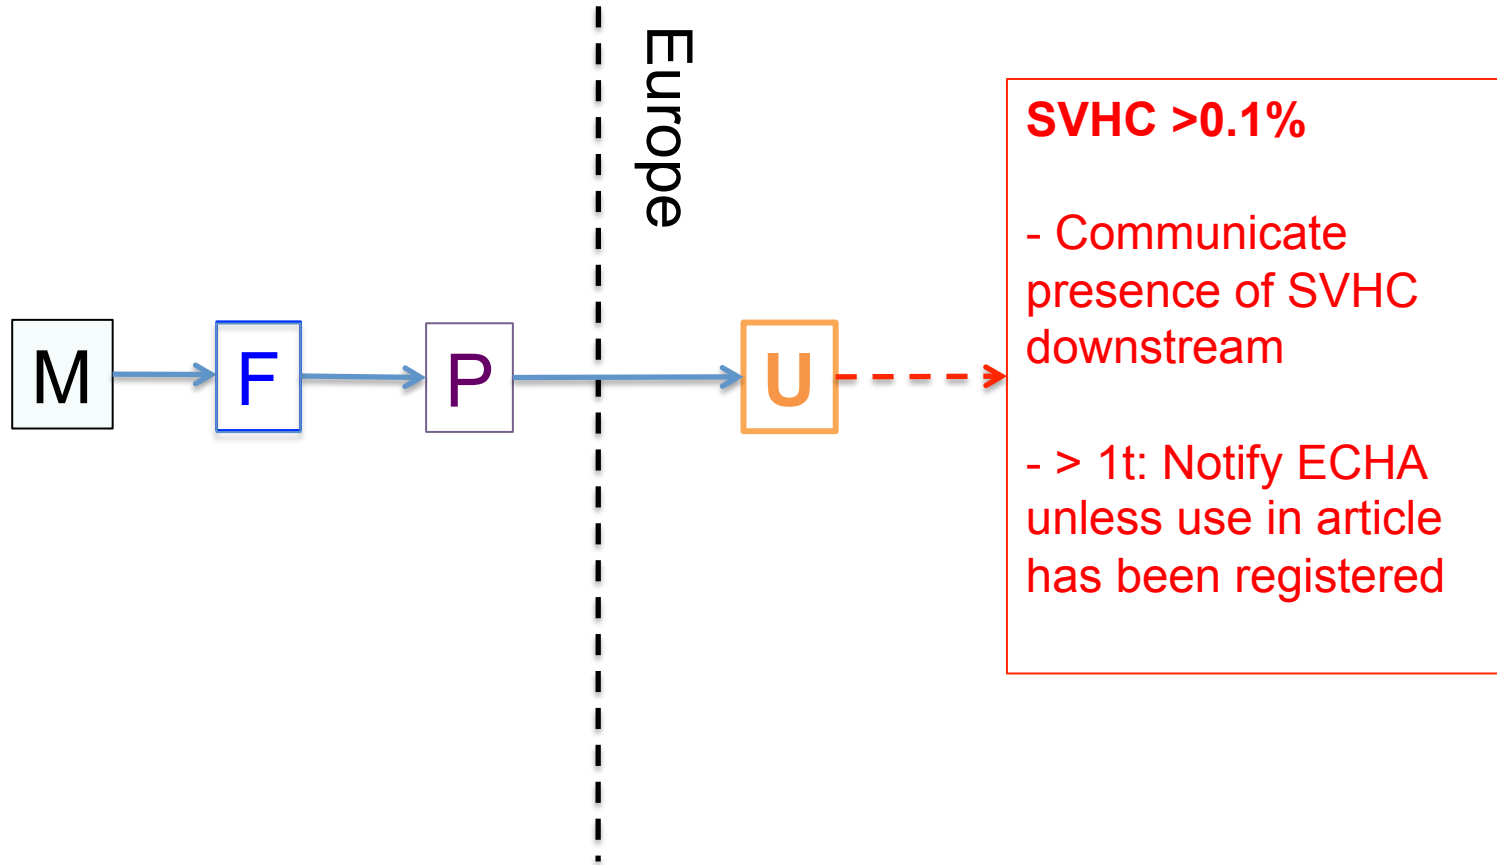 Europe
M
F
P
U
SVHC >0.1%
- Communicate
presence of SVHC
downstream
- > 1t: Notify ECHA
unless use in article
has been registered